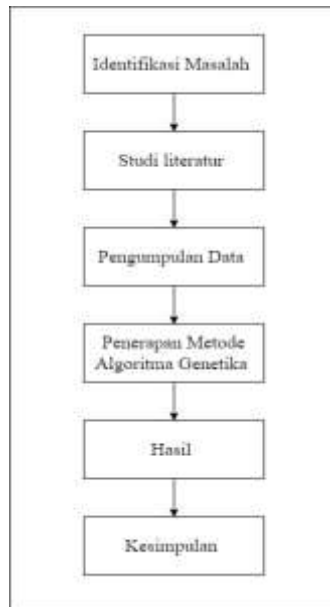 Identifikasi Masalah
Studi literatur
Pengumpulan Data
Penerapan Metode
Algoritma Genetika
Hasil
Kesimpulan